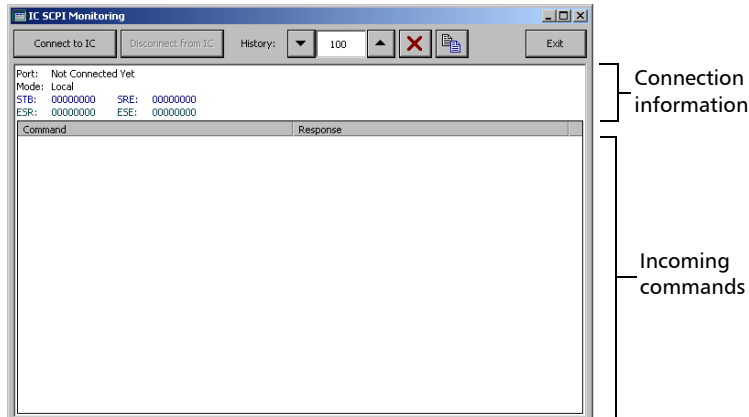 IC SCPI Monitoring
Connect to IC Disconnect from IC History: 100 Exit
Port: Not Connected Yet
Mode: Local
STB: 00000000 SRE: 00000000
ESR: 00000000 ESE: 00000000
Command Response
Connection
information
Incoming
commands